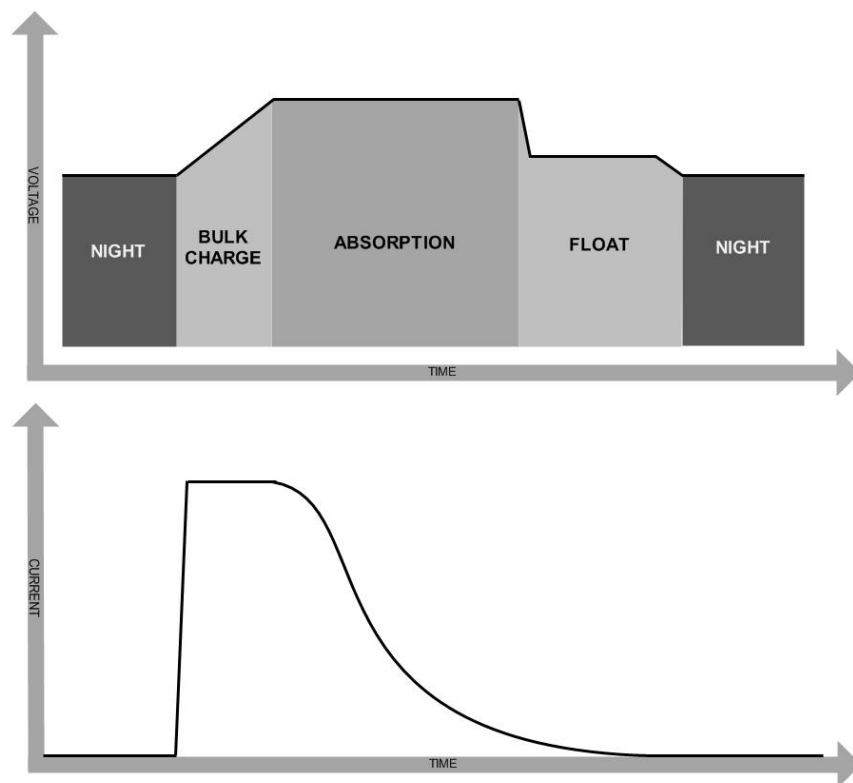 VOLTAGE
NIGHT
BULK
CHARGE
ABSORPTION
FLOAT
NIGHT
TIME
CURRENT
TIME